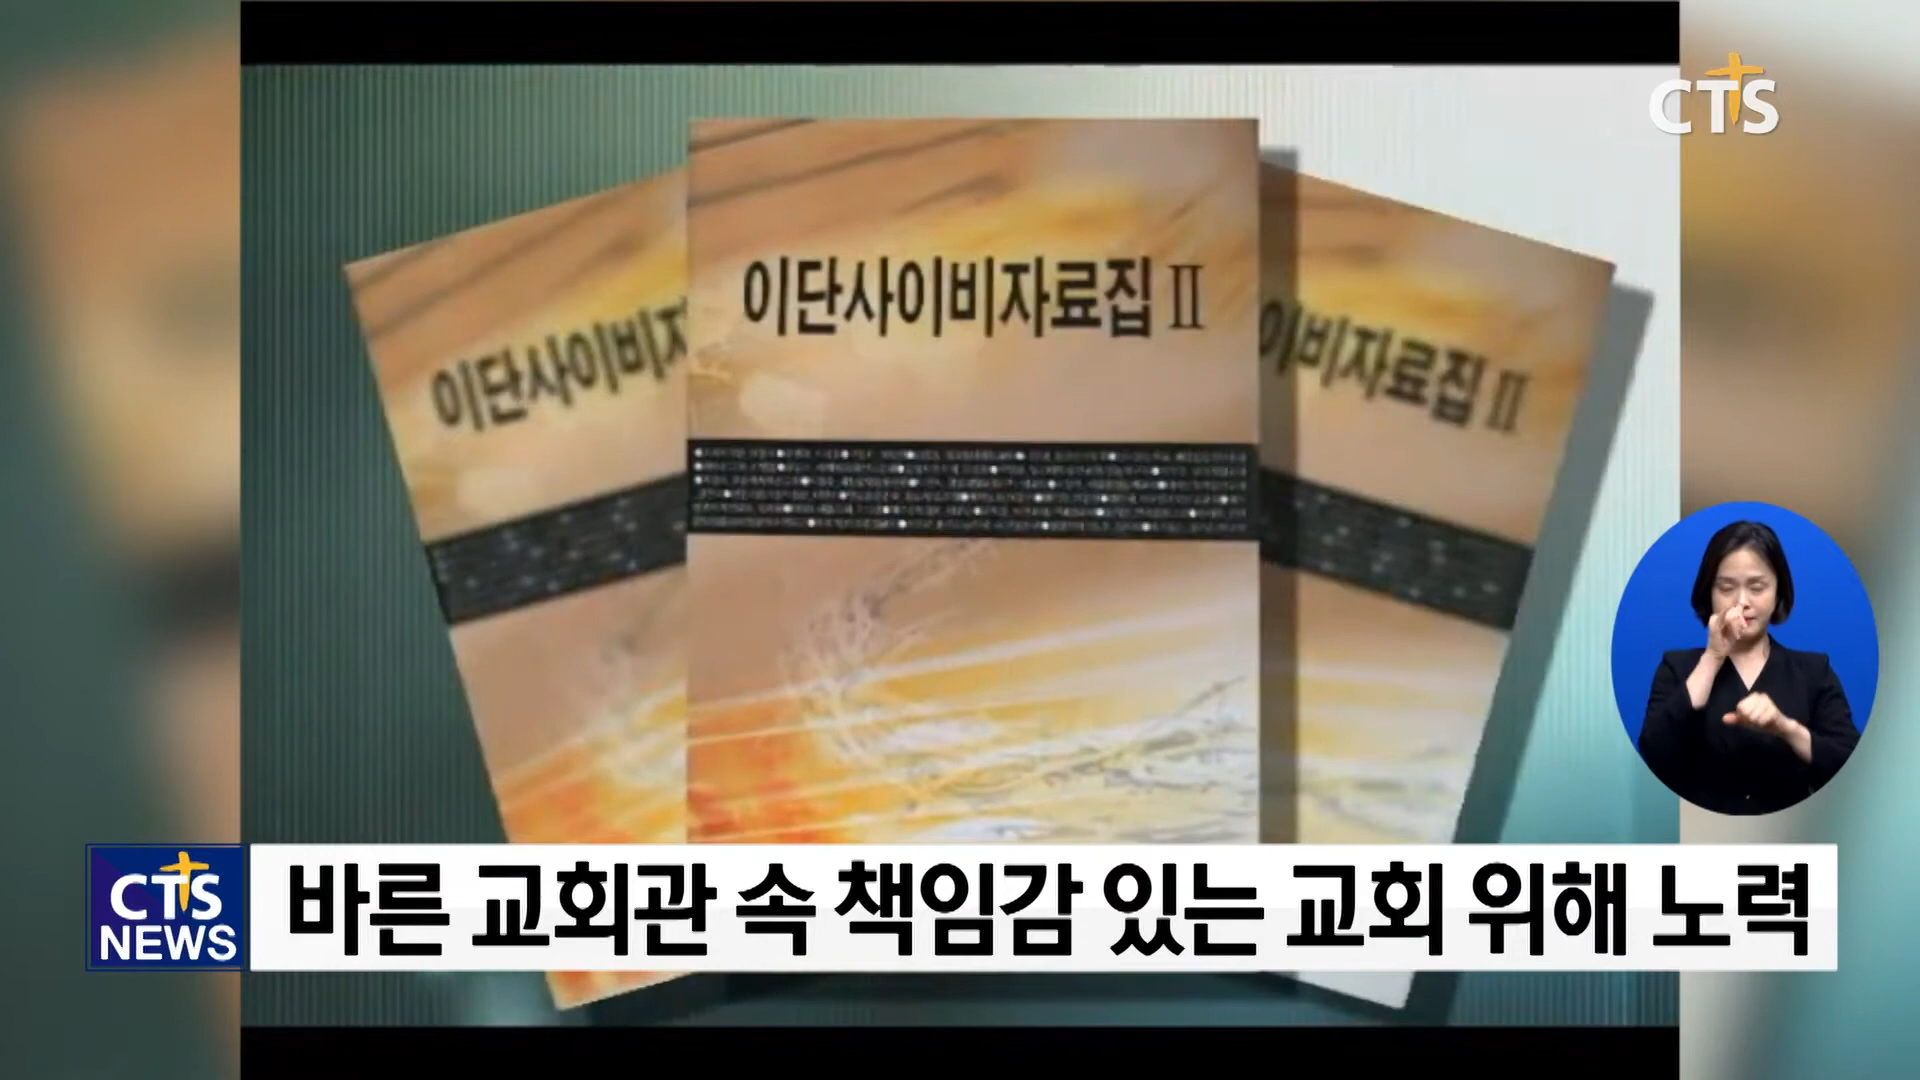 CTS
이단사이비자료집 Ⅱ
이단사이비자
이비자료집 Ⅱ
CTS
NEWS
바른 교회관 속 책임감 있는 교회 위해 노력